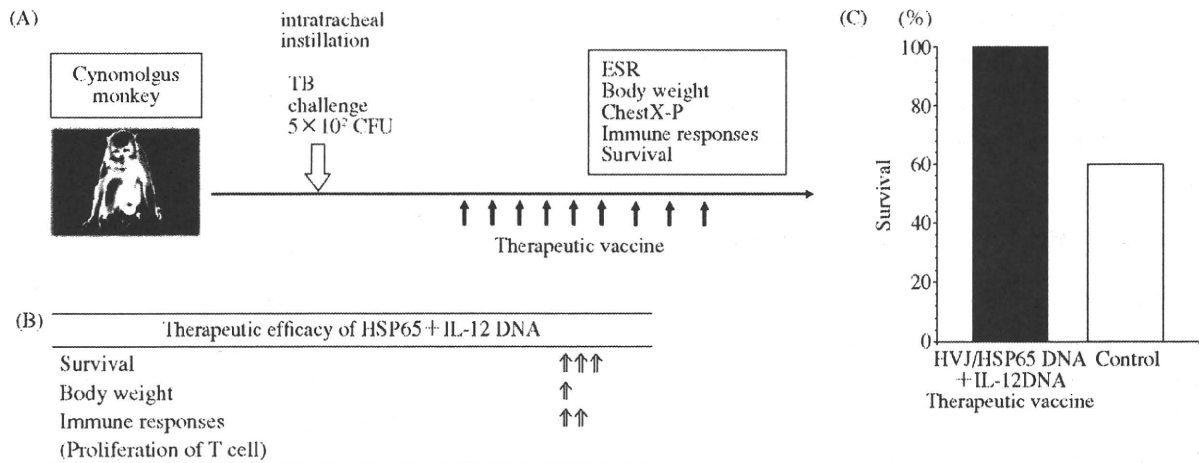 (A)
intratracheal
instillation
Cynomolgus
monkey
TB
challenge
5×10² CFU
ESR
Body weight
ChestX-P
Immune responses
Survival
Therapeutic vaccine
(B)
Therapeutic efficacy of HSP65+IL-12 DNA
Survival ⇑⇑⇑
Body weight ⇑
Immune responses ⇑⇑
(Proliferation of T cell)
(C) (%)
100
80
60
40
20
0
Survival
HVJ/HSP65 DNA Control
+IL-12DNA
Therapeutic vaccine